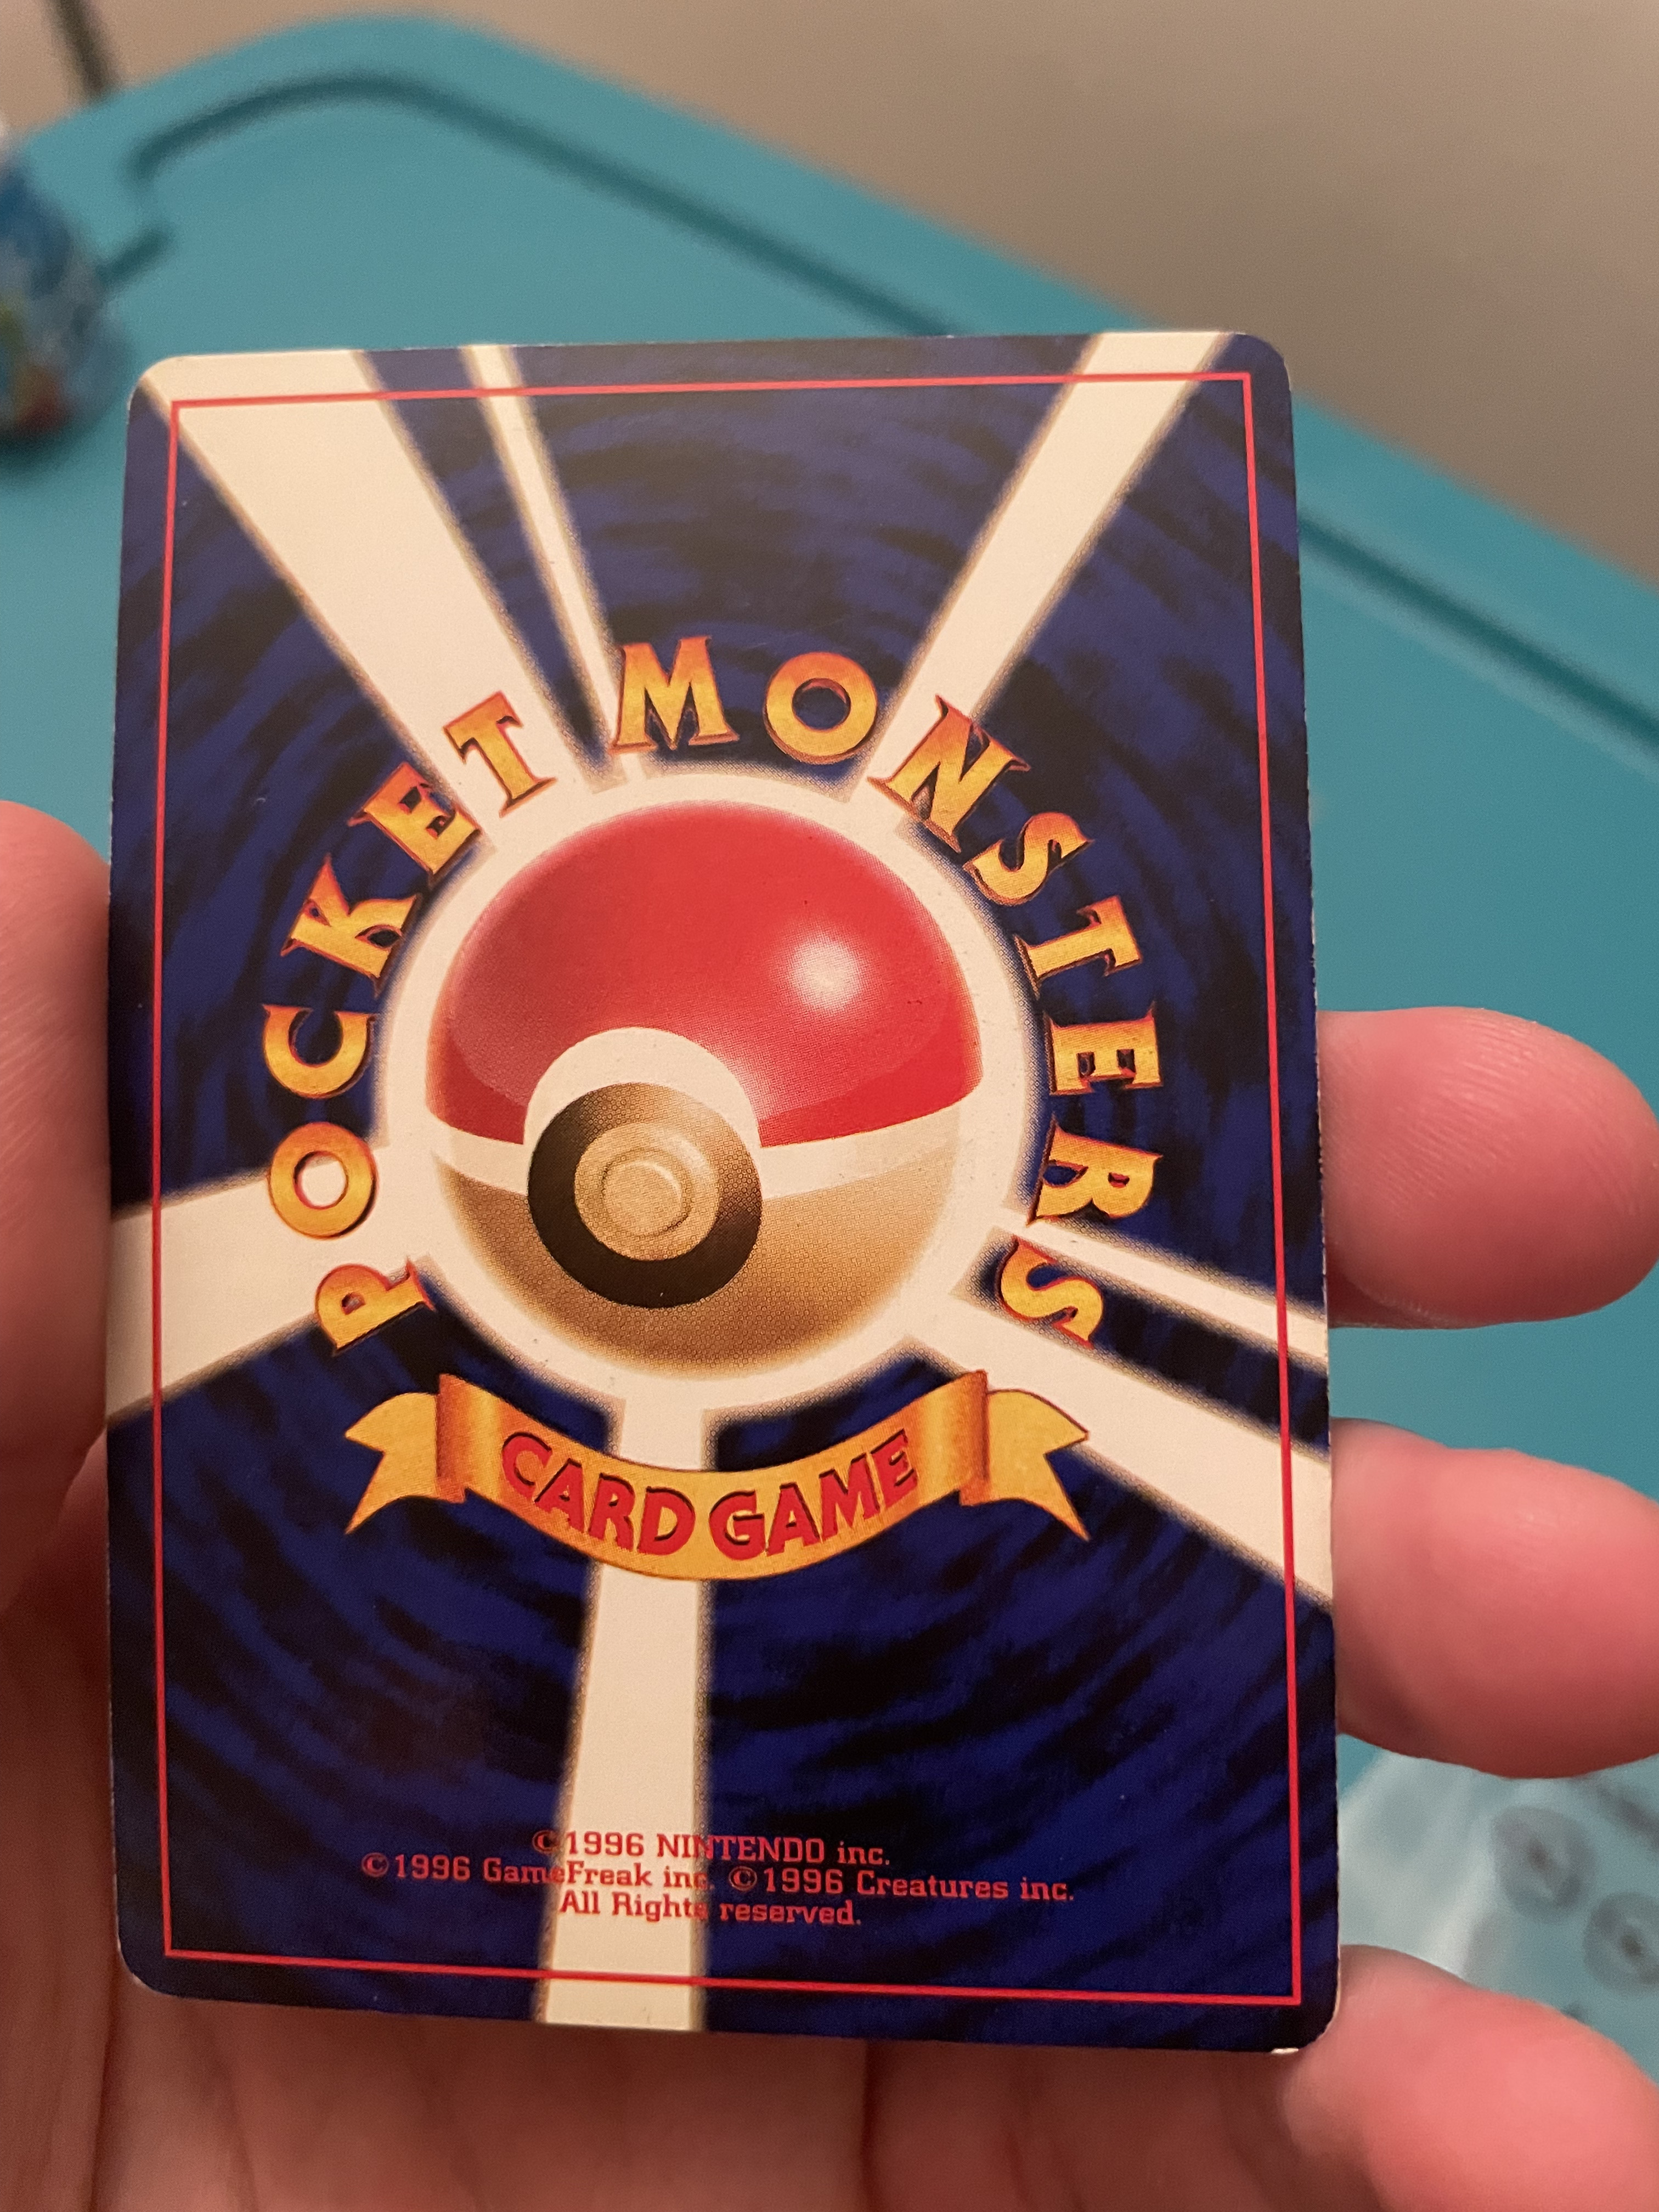 POCKET MONSTERS
CARD GAME
©1996 NINTENDO inc.
©1996 GameFreak inc. ©1996 Creatures inc.
All Rights reserved.